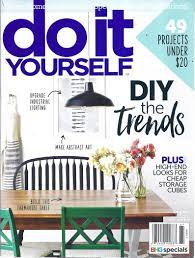 do it
YOURSELF
49
PROJECTS
UNDER
$20
UPGRADE
INDUSTRIAL
LIGHTING
DIY
the
trends
MAKE ABSTRACT ART
PLUS
HIGH-END
LOOKS FOR
CHEAP
STORAGE
CUBES
BUILD THIS
FARMHOUSE TABLE
BHG specials